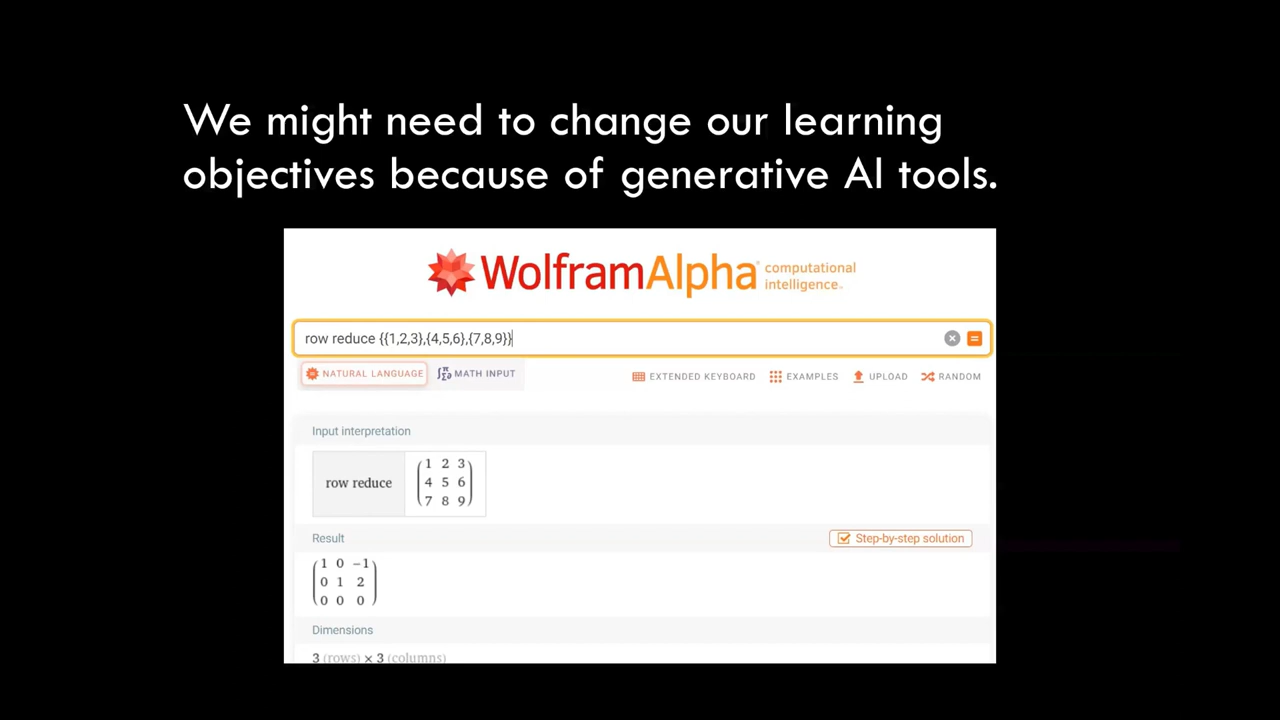 We might need to change our learning
objectives because of generative AI tools.
WolframAlpha computational
intelligence.
row reduce {{1,2,3},{4,5,6},{7,8,9}}
NATURAL LANGUAGE MATH INPUT EXTENDED KEYBOARD EXAMPLES UPLOAD RANDOM
Input interpretation
row reduce
1 2 3
4 5 6
7 8 9
Result Step-by-step solution
1 0 −1
0 1 2
0 0 0
Dimensions
3 (rows) × 3 (columns)